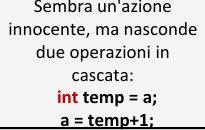 Sembra un'azione
innocente, ma nasconde
due operazioni in
cascata:
int temp = a;
a = temp+1;